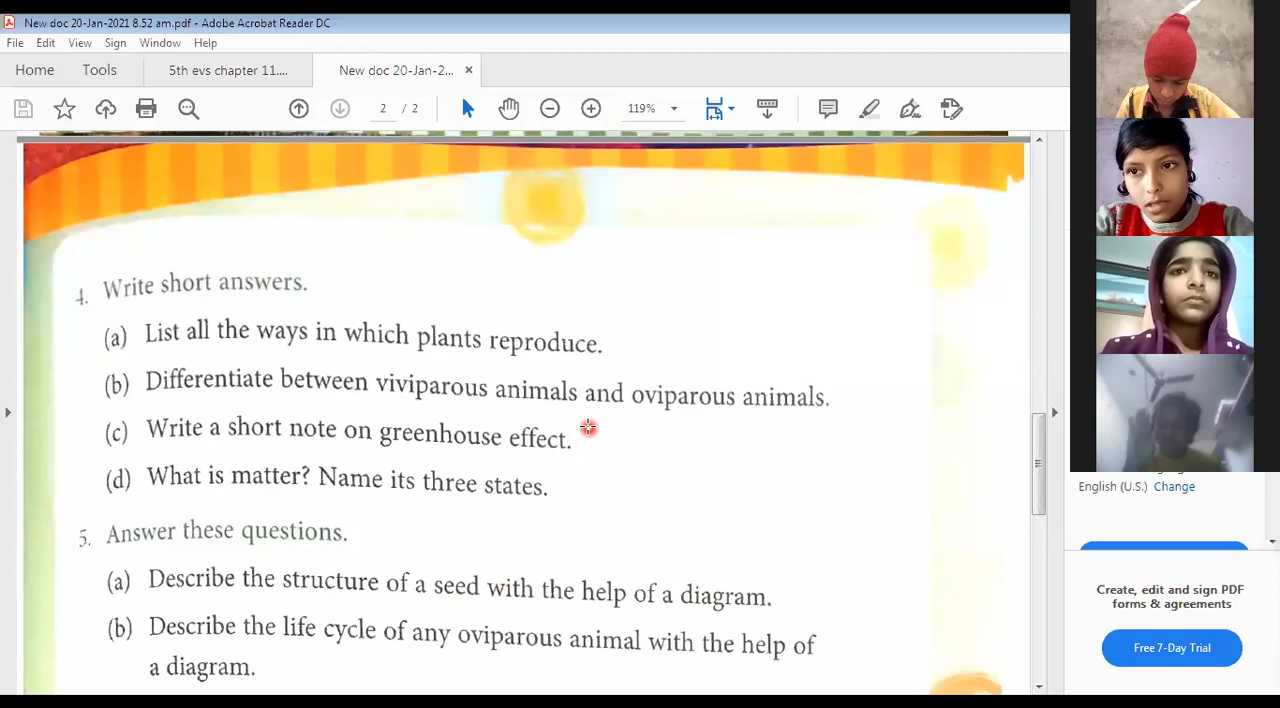 New doc 20-Jan-2021 8.52 am.pdf - Adobe Acrobat Reader DC
File Edit View Sign Window Help
Home Tools 5th evs chapter 11.... New doc 20-Jan-2... ×
2 / 2 119%
4. Write short answers.
(a) List all the ways in which plants reproduce.
(b) Differentiate between viviparous animals and oviparous animals.
(c) Write a short note on greenhouse effect.
(d) What is matter? Name its three states.
5. Answer these questions.
(a) Describe the structure of a seed with the help of a diagram.
(b) Describe the life cycle of any oviparous animal with the help of
a diagram.
English (U.S.) Change
Create, edit and sign PDF
forms & agreements
Free 7-Day Trial